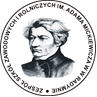 ZESPÓŁ SZKÓŁ ZAWODOWYCH I ROLNICZYCH IM. ADAMA MICKIEWICZA W RADYMNIE